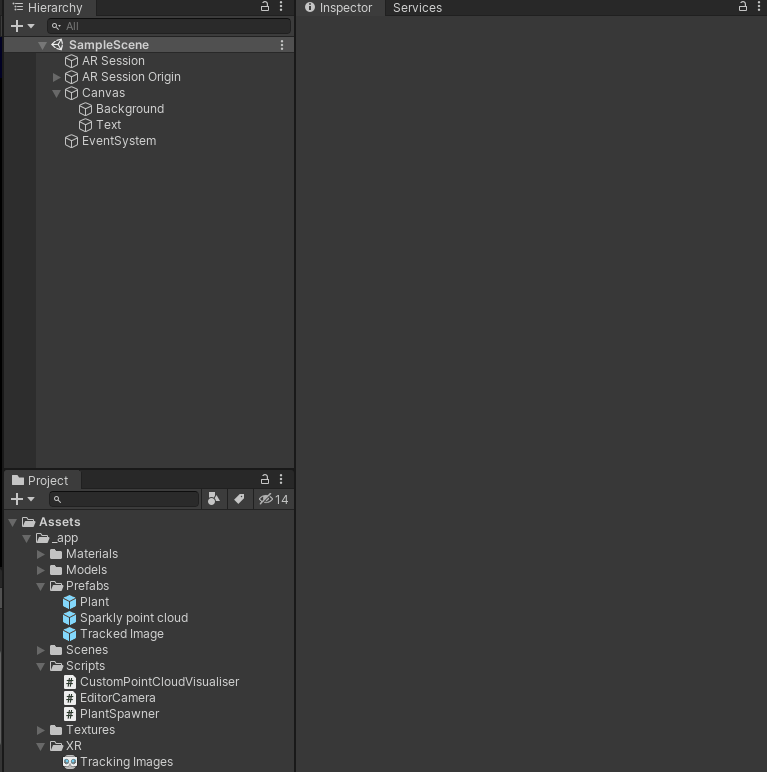 Hierarchy
All
SampleScene
AR Session
AR Session Origin
Canvas
Background
Text
EventSystem
Inspector Services
Project
14
Assets
_app
Materials
Models
Prefabs
Plant
Sparkly point cloud
Tracked Image
Scenes
Scripts
# CustomPointCloudVisualiser
# EditorCamera
# PlantSpawner
Textures
XR
Tracking Images